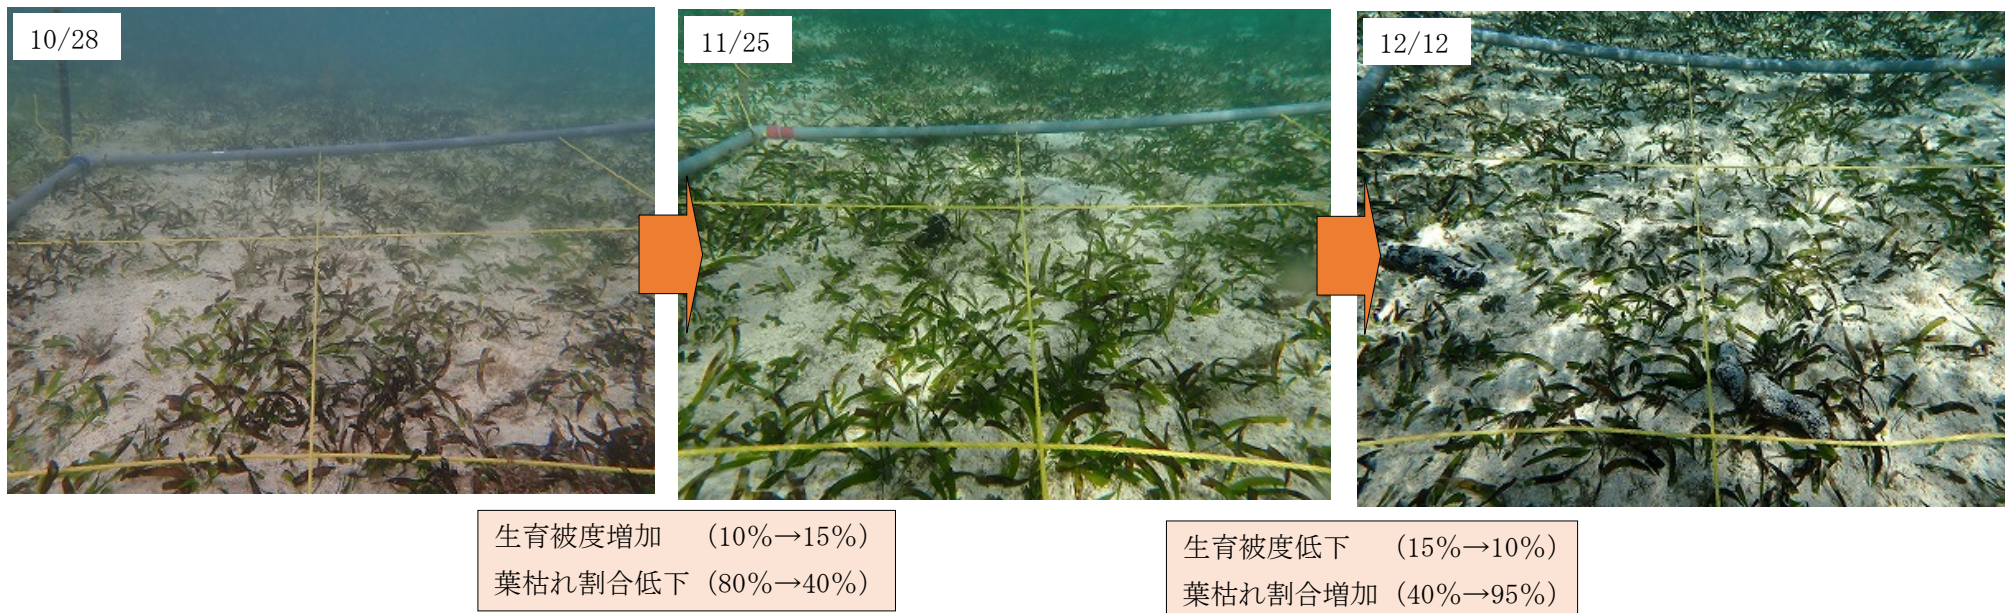 10/28
11/25
12/12
生育被度増加　（10％→15％）
葉枯れ割合低下（80％→40％）
生育被度低下　（15％→10％）
葉枯れ割合増加（40％→95％）